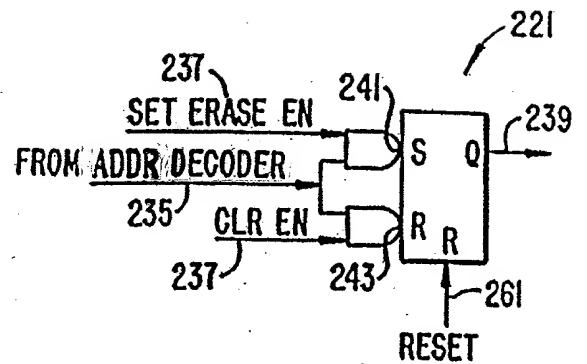 221
237
241
SET ERASE EN
239
S Q
FROM ADDR DECODER
235
CLR EN
R R
237
243
261
RESET